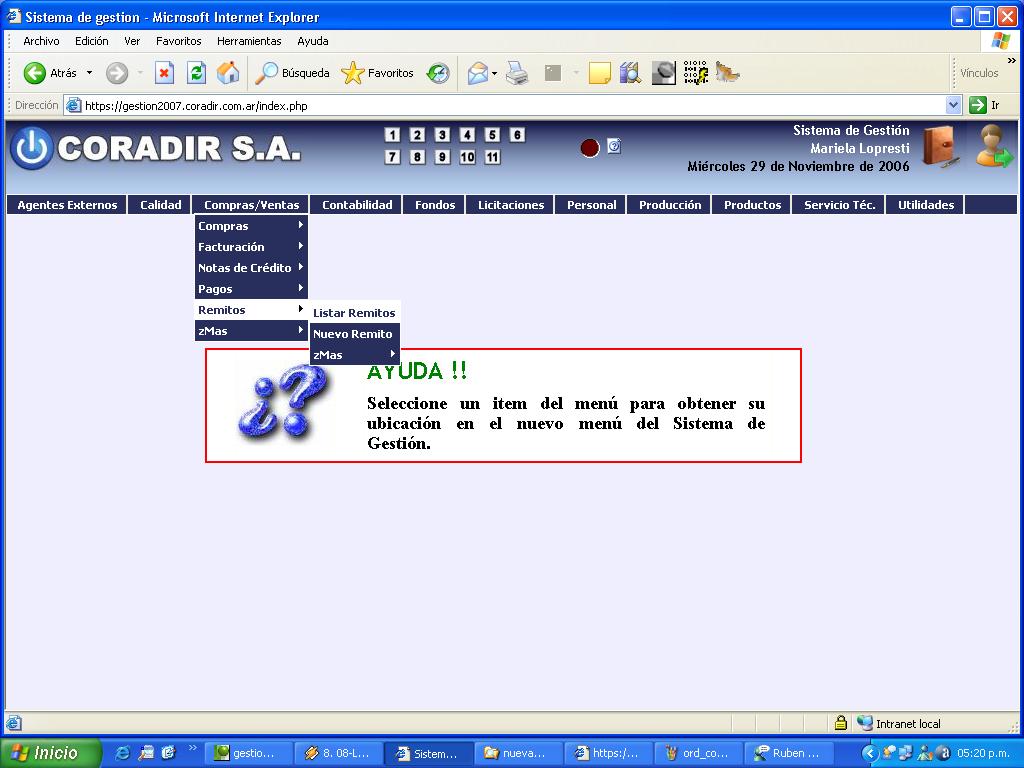 Sistema de gestion - Microsoft Internet Explorer
Archivo Edición Ver Favoritos Herramientas Ayuda
Atrás Búsqueda Favoritos Vínculos
Dirección https://gestion2007.coradir.com.ar/index.php Ir
CORADIR S.A.
1 2 3 4 5 6
7 8 9 10 11
Sistema de Gestión
Mariela Lopresti
Miércoles 29 de Noviembre de 2006
Agentes Externos Calidad Compras/Ventas Contabilidad Fondos Licitaciones Personal Producción Productos Servicio Téc. Utilidades
Compras
Facturación
Notas de Crédito
Pagos
Remitos
zMas
Listar Remitos
Nuevo Remito
zMas
AYUDA !!
Seleccione un item del menú para obtener su
ubicación en el nuevo menú del Sistema de
Gestión.
Intranet local
Inicio gestio... 8. 08-L... Sistem... nueva... https:/... ord_co... Ruben ... 05:20 p.m.